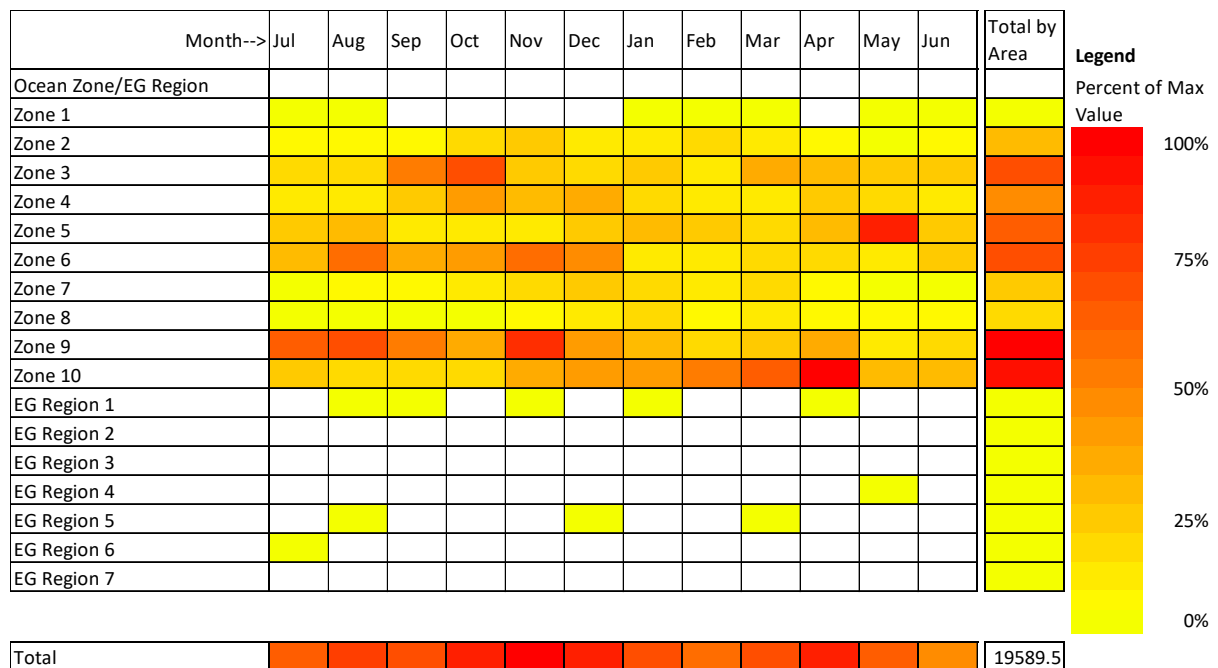 Month--> Jul Aug Sep Oct Nov Dec Jan Feb Mar Apr May Jun Total by Area
Ocean Zone/EG Region
Zone 1
Zone 2
Zone 3
Zone 4
Zone 5
Zone 6
Zone 7
Zone 8
Zone 9
Zone 10
EG Region 1
EG Region 2
EG Region 3
EG Region 4
EG Region 5
EG Region 6
EG Region 7
Total 19589.5
Legend
Percent of Max
Value
100%
75%
50%
25%
0%